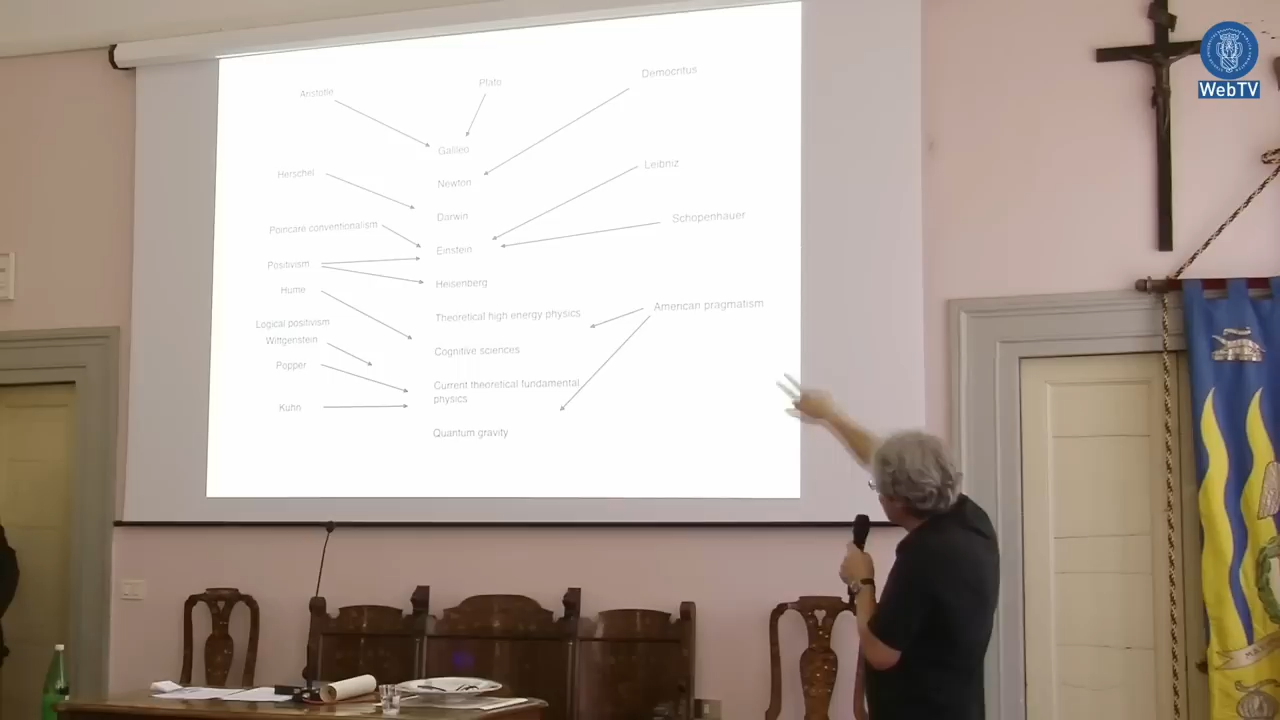 Aristotle
Plato
Democritus
Galileo
Herschel
Newton
Leibniz
Darwin
Poincare conventionalism
Schopenhauer
Einstein
Positivism
Heisenberg
Hume
American pragmatism
Theoretical high energy physics
Logical positivism
Wittgenstein
Cognitive sciences
Popper
Current theoretical fundamental
physics
Kuhn
Quantum gravity
WebTV